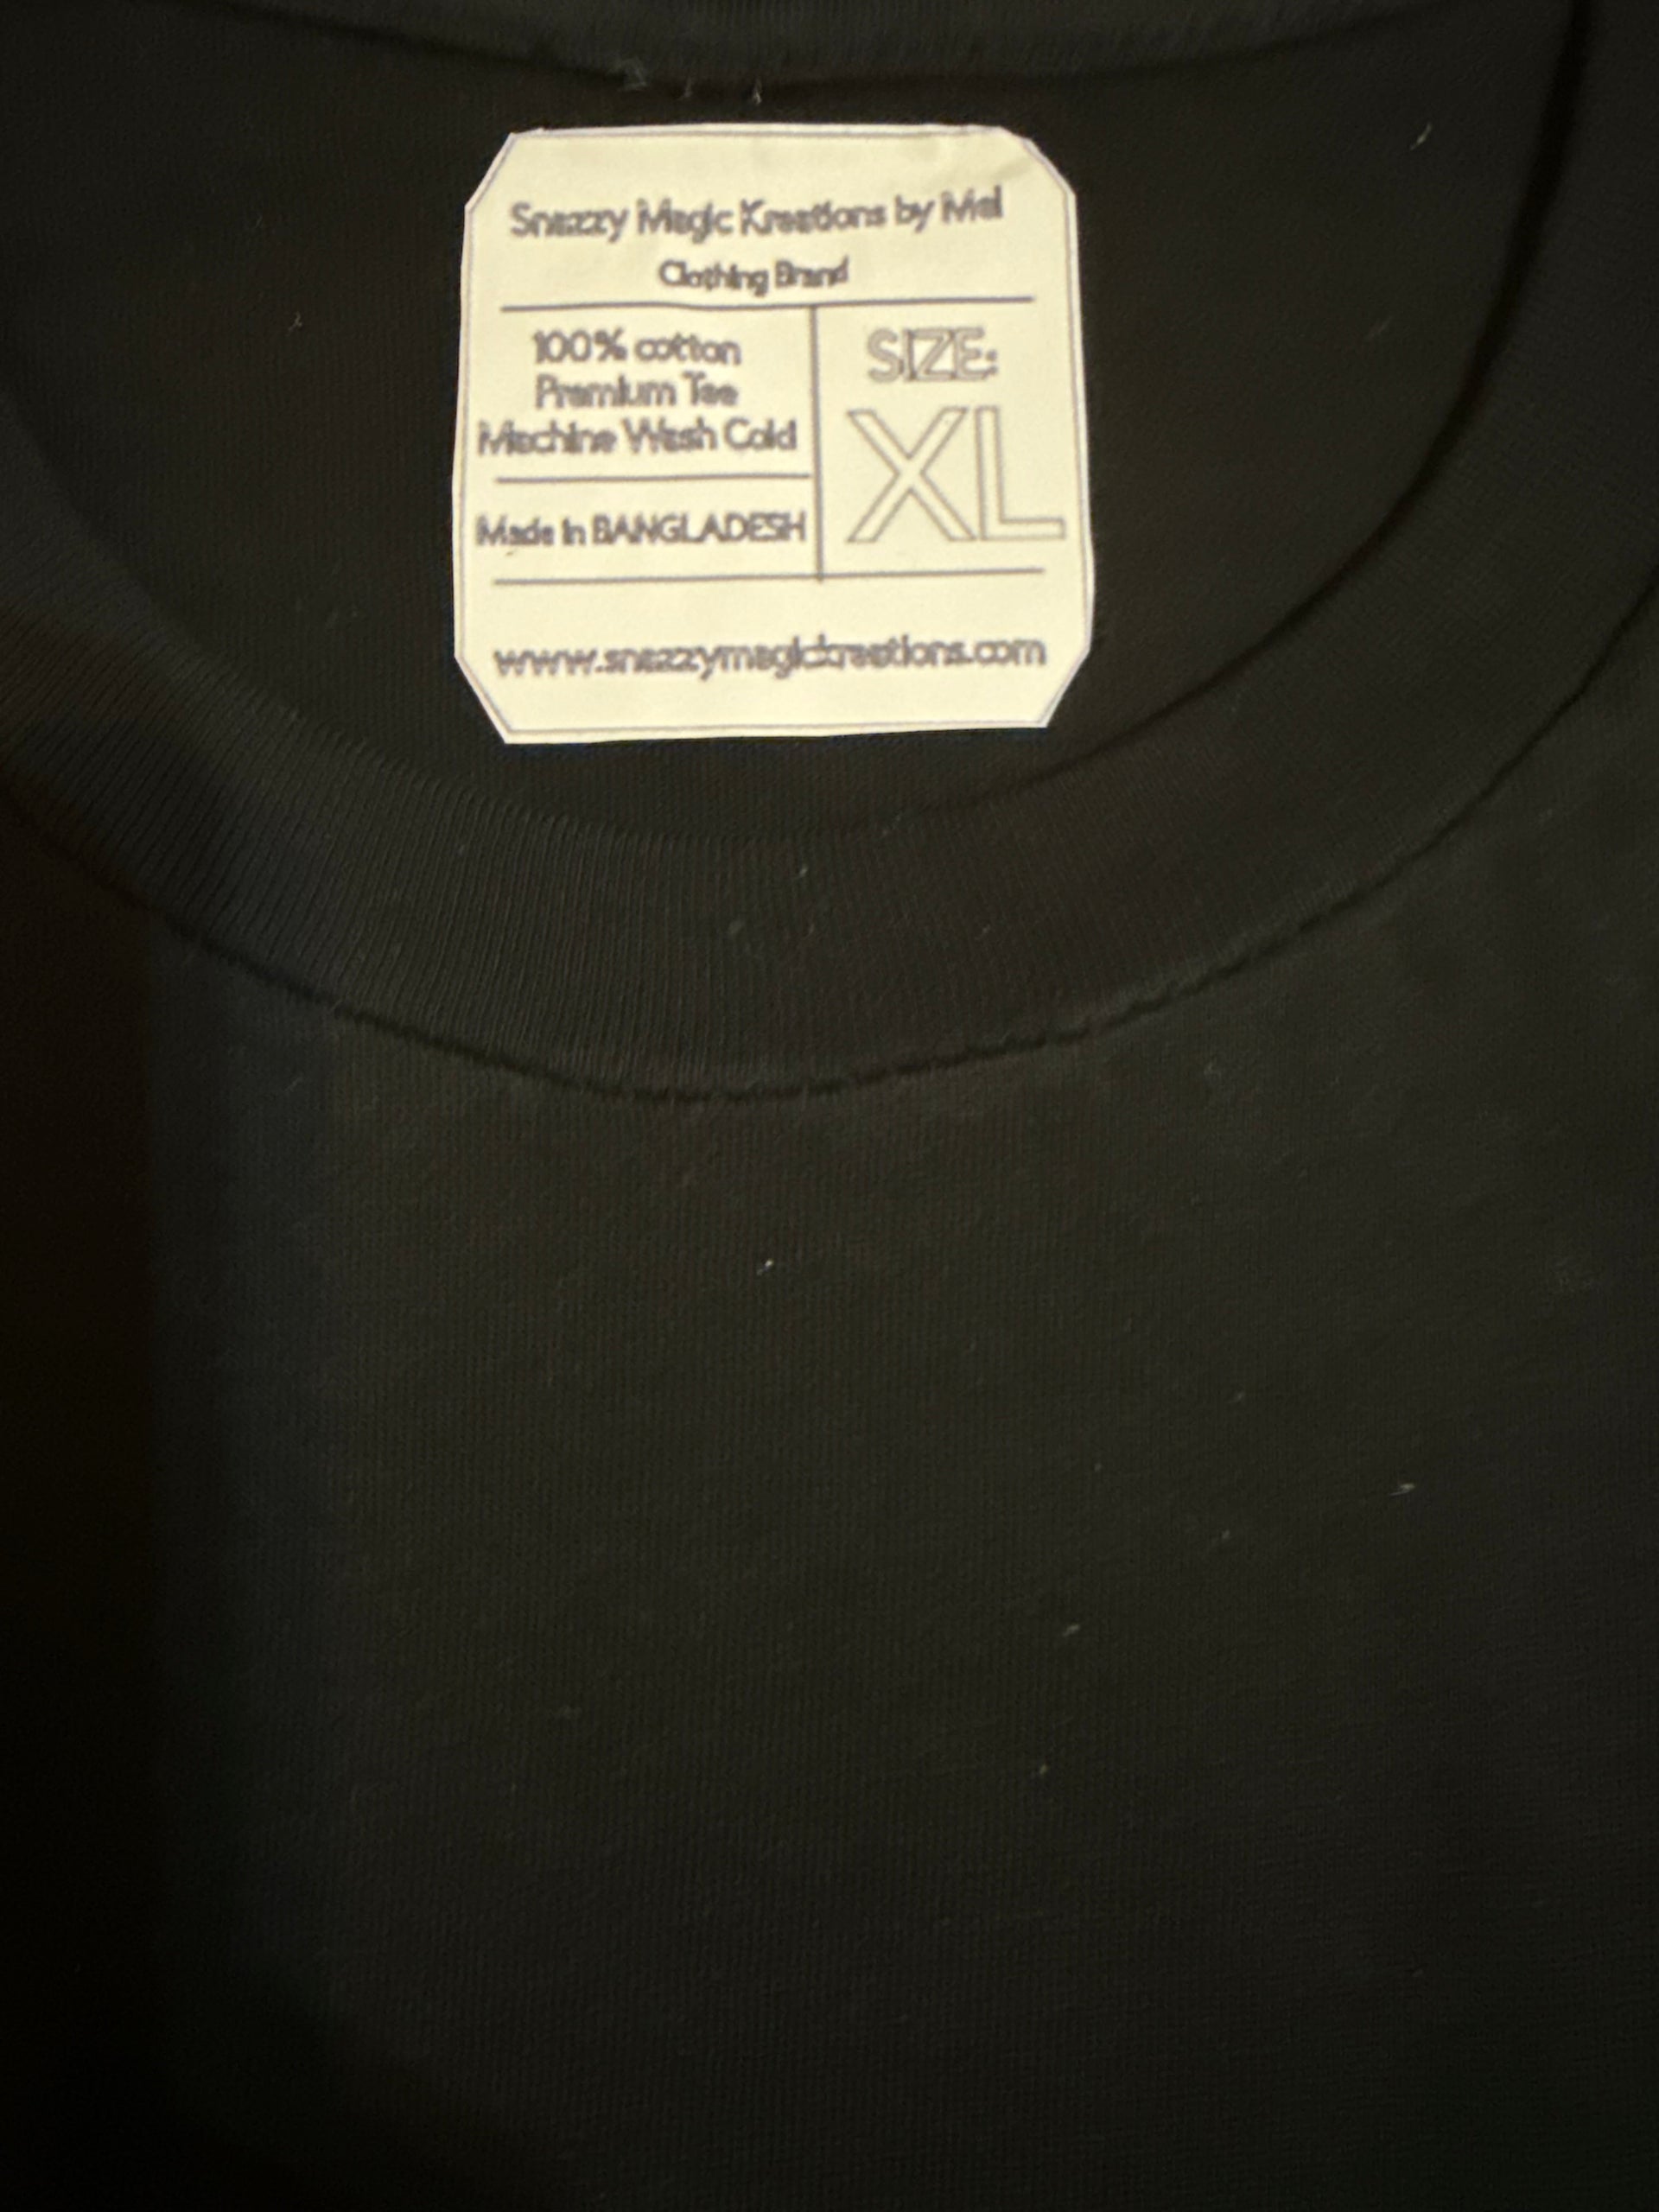 Snazzy Magic Kreations by Mel
Clothing Brand
100% cotton
Premium Tee
Machine Wash Cold
Made In BANGLADESH
SIZE:
XL
www.snazzymagickreations.com